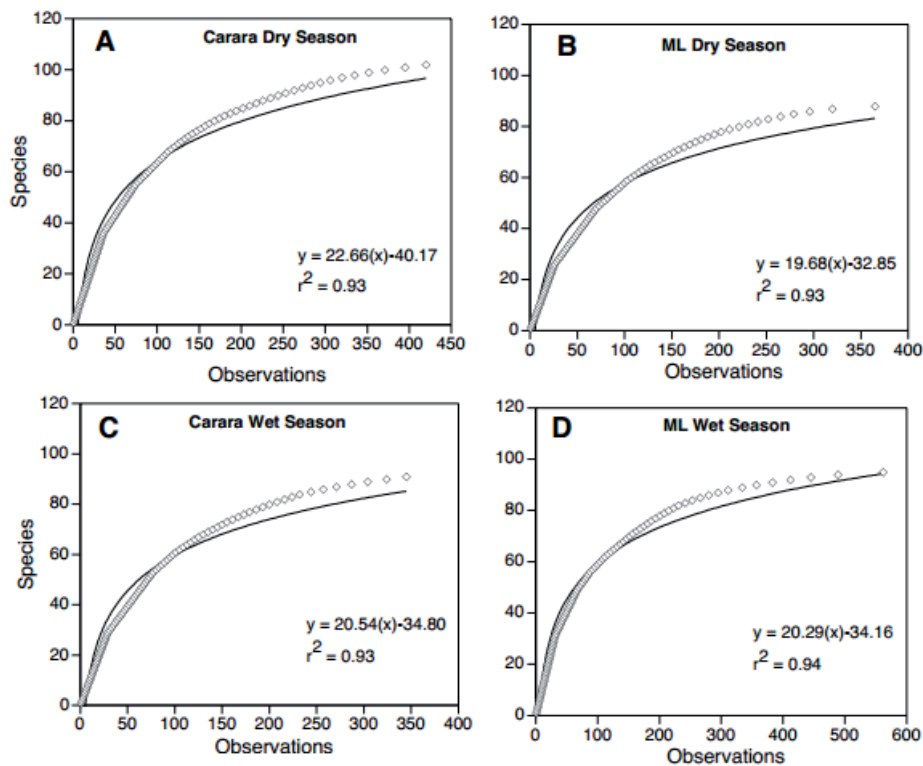 A
Carara Dry Season
120
100
80
60
40
20
0
Species
y = 22.66(x)-40.17
r2 = 0.93
0 50 100 150 200 250 300 350 400 450
Observations
B
ML Dry Season
120
100
80
60
40
20
0
y = 19.68(x)-32.85
r2 = 0.93
0 50 100 150 200 250 300 350 400
Observations
C
Carara Wet Season
120
100
80
60
40
20
0
Species
y = 20.54(x)-34.80
r2 = 0.93
0 50 100 150 200 250 300 350 400
Observations
D
ML Wet Season
120
100
80
60
40
20
0
y = 20.29(x)-34.16
r2 = 0.94
0 100 200 300 400 500 600
Observations